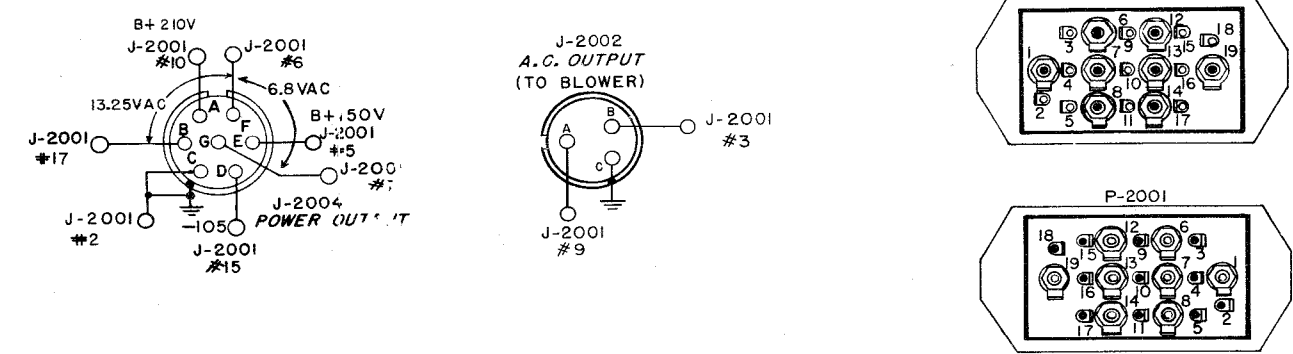 B+ 210V
J-2001
#10
J-2001
#6
13.25VAC
6.8VAC
B+150V
J-2001
#5
J-2001
#17
A
B
C
D
E
F
G
J-2001
#2
-105
J-2001
#15
J-2004
POWER
J-2002
A.C. OUTPUT
(TO BLOWER)
A
B
C
J-2001
#3
J-2001
#9
1
2
3
4
5
6
7
8
9
10
11
12
13
14
15
16
17
18
19
P-2001
18
19
15
16
17
12
13
14
9
10
11
6
7
8
3
4
5
1
2